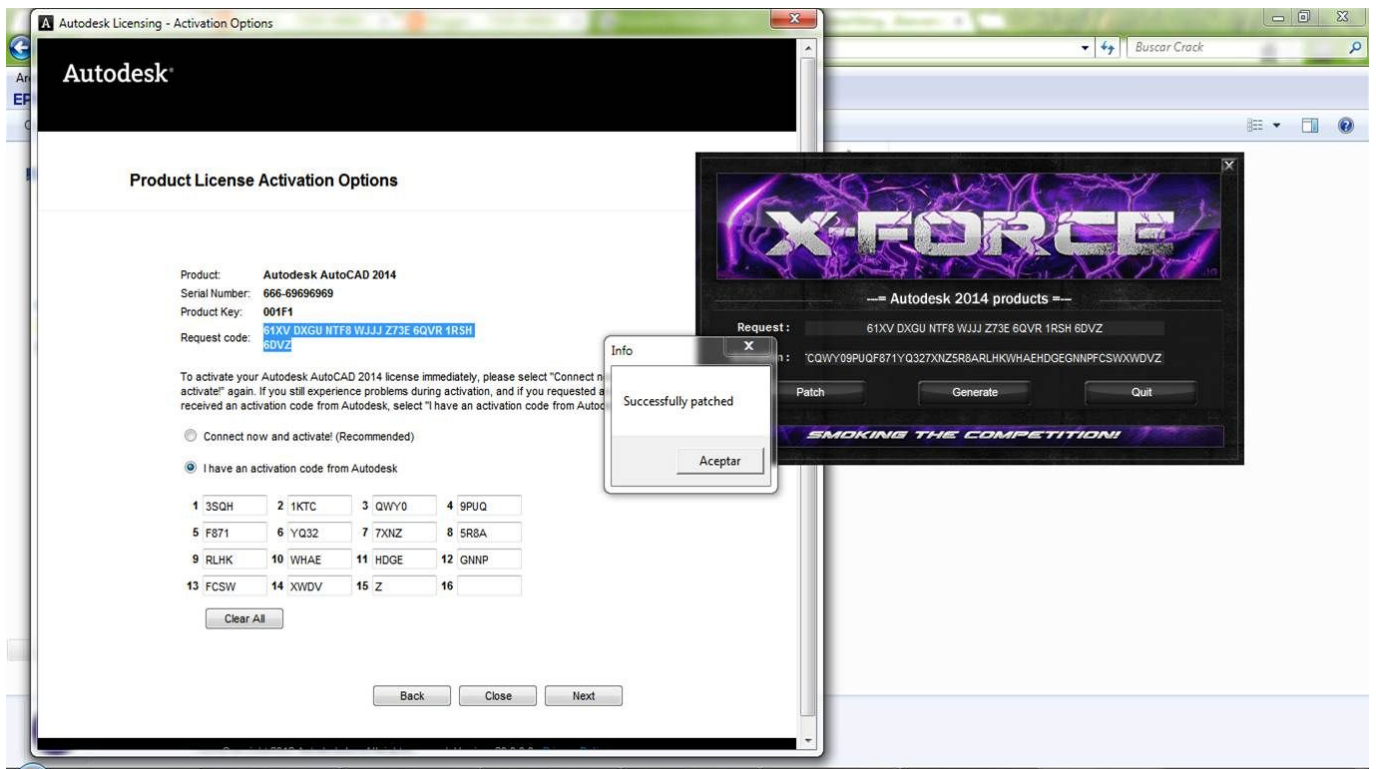 Autodesk Licensing - Activation Options
Buscar Crack
Autodesk
Product License Activation Options
Product: Autodesk AutoCAD 2014
Serial Number: 666-69696969
Product Key: 001F1
Request code: 61XV DXGU NTF8 WJJJ Z73E 6QVR 1RSH
6DVZ
To activate your Autodesk AutoCAD 2014 license immediately, please select "Connect
activate!" again. If you still experience problems during activation, and if you requested
received an activation code from Autodesk, select "I have an activation code from
Connect now and activate! (Recommended)
I have an activation code from Autodesk
1 3SQH 2 1KTC 3 QWY0 4 9PUQ
5 F871 6 YQ32 7 7XNZ 8 5R8A
9 RLHK 10 WHAE 11 HDGE 12 GNNP
13 FCSW 14 XWDV 15 Z 16
Clear All
Back Close Next
X-FORCE
---= Autodesk 2014 products =---
Request : 61XV DXGU NTF8 WJJJ Z73E 6QVR 1RSH 6DVZ
TCQWY09PUQF871YQ327XNZ5R8ARLHKWHAEHDGEGNNPFCSWXWDVZ
Patch Generate Quit
SMOKING THE COMPETITION!
Info
Successfully patched
Aceptar